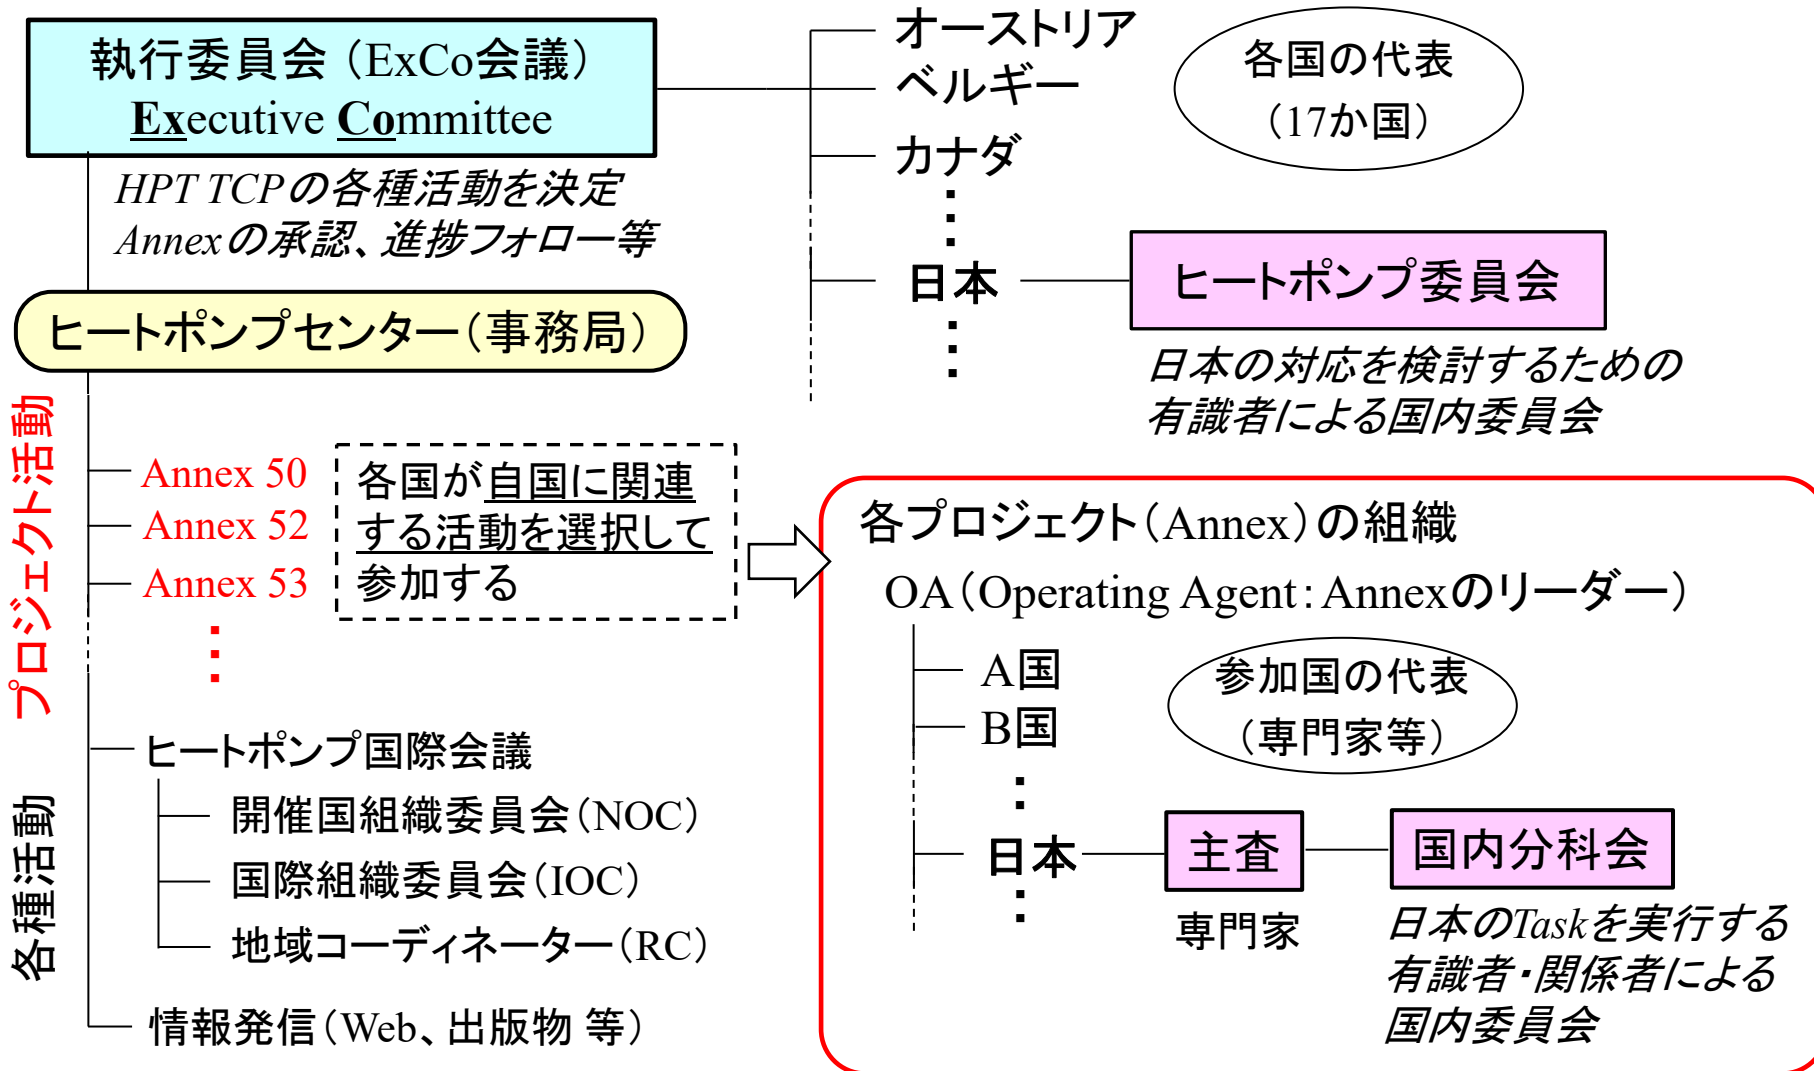 執行委員会（ExCo会議）
Executive Committee
HPT TCPの各種活動を決定
Annexの承認、進捗フォロー等
ヒートポンプセンター（事務局）
オーストリア
ベルギー
カナダ
日本
各国の代表
（17か国）
ヒートポンプ委員会
日本の対応を検討するための
有識者による国内委員会
プロジェクト活動
Annex 50
Annex 52
Annex 53
各国が自国に関連
する活動を選択して
参加する
各種活動
ヒートポンプ国際会議
開催国組織委員会（NOC）
国際組織委員会（IOC）
地域コーディネーター（RC）
情報発信（Web、出版物 等）
各プロジェクト（Annex）の組織
OA（Operating Agent：Annexのリーダー）
A国
B国
日本
参加国の代表
（専門家等）
主査
専門家
国内分科会
日本のTaskを実行する
有識者・関係者による
国内委員会